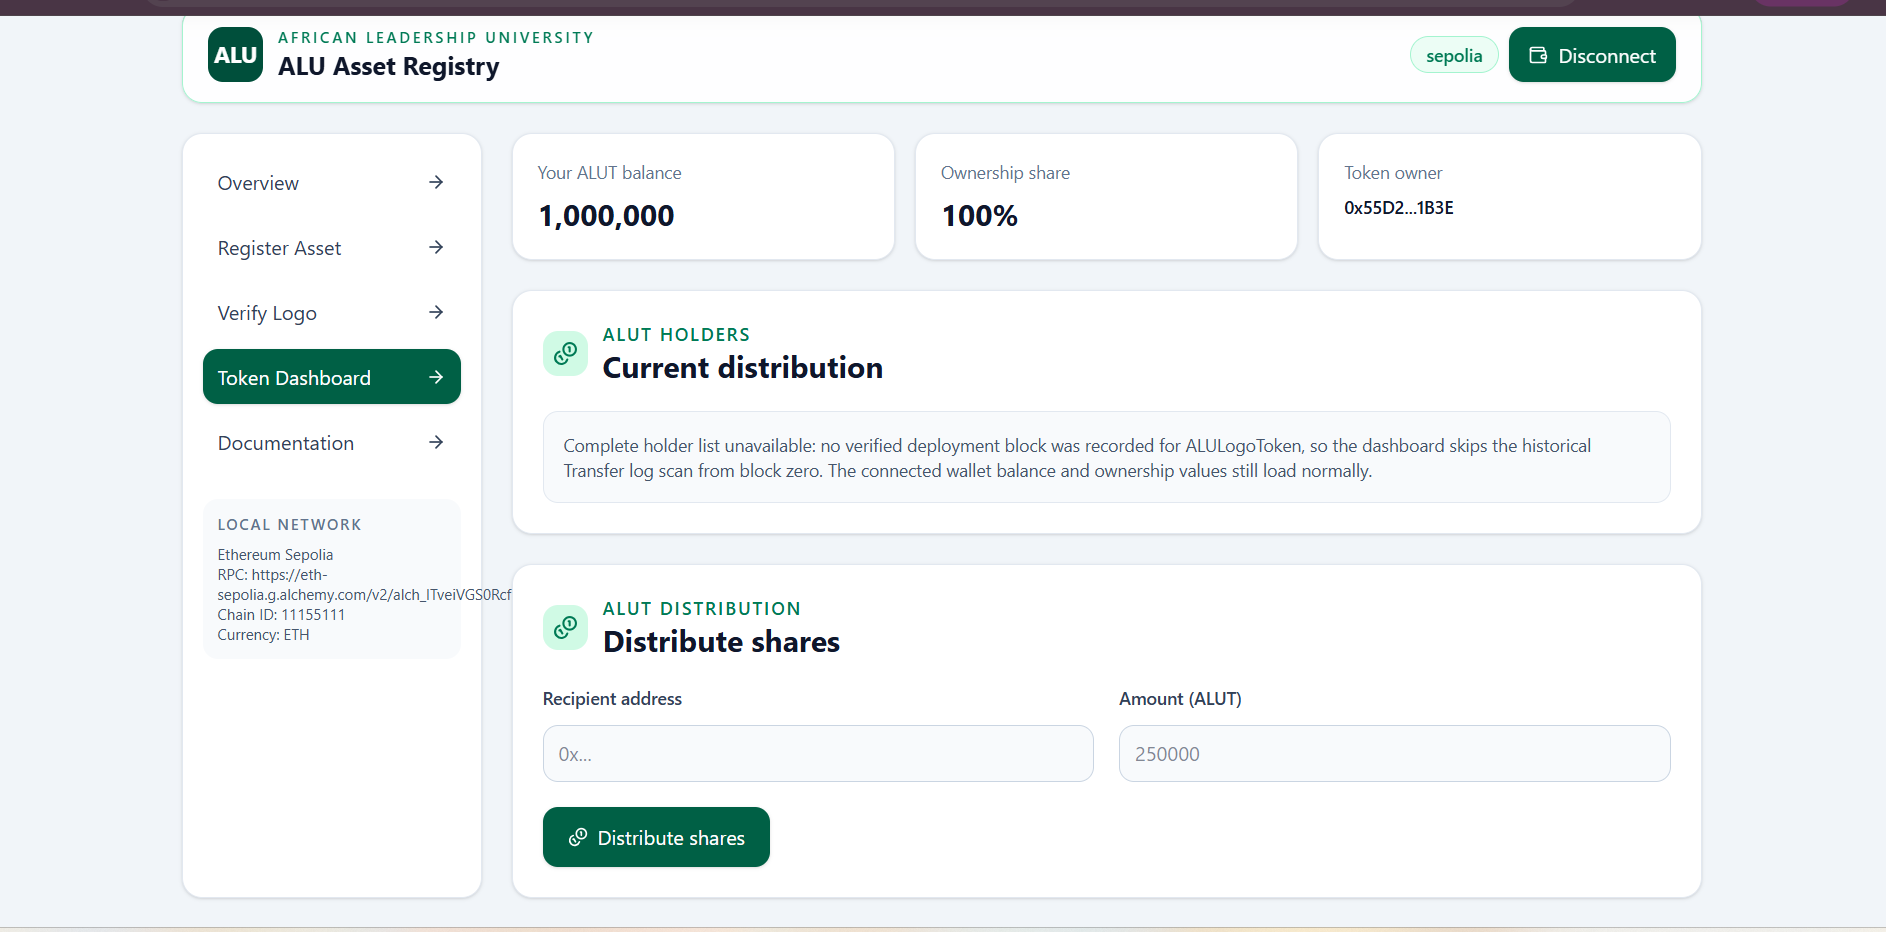 ALU
AFRICAN LEADERSHIP UNIVERSITY
ALU Asset Registry
sepolia
Disconnect
Overview
Register Asset
Verify Logo
Token Dashboard
Documentation
LOCAL NETWORK
Ethereum Sepolia
RPC: https://eth-
sepolia.g.alchemy.com/v2/alch_ITveiVGS0Rcf
Chain ID: 11155111
Currency: ETH
Your ALUT balance
1,000,000
Ownership share
100%
Token owner
0x55D2...1B3E
ALUT HOLDERS
Current distribution
Complete holder list unavailable: no verified deployment block was recorded for ALULogoToken, so the dashboard skips the historical
Transfer log scan from block zero. The connected wallet balance and ownership values still load normally.
ALUT DISTRIBUTION
Distribute shares
Recipient address
0x...
Amount (ALUT)
250000
Distribute shares